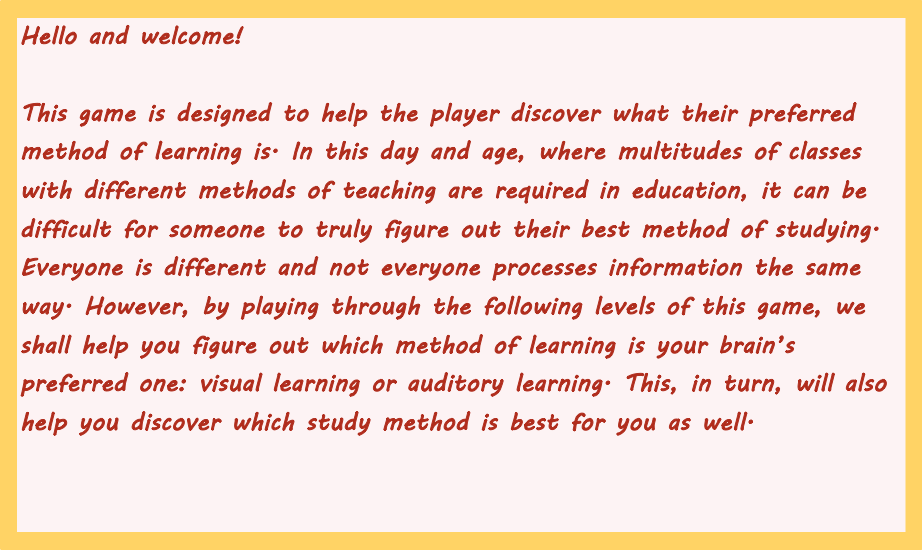 Hello and welcome!
This game is designed to help the player discover what their preferred
method of learning is. In this day and age, where multitudes of classes
with different methods of teaching are required in education, it can be
difficult for someone to truly figure out their best method of studying.
Everyone is different and not everyone processes information the same
way. However, by playing through the following levels of this game, we
shall help you figure out which method of learning is your brain’s
preferred one: visual learning or auditory learning. This, in turn, will also
help you discover which study method is best for you as well.